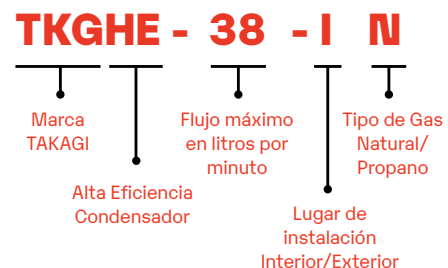 TKGHE - 38 - I N
Marca
TAKAGI
Flujo máximo
en litros por
minuto
Tipo de Gas
Natural/
Propano
Alta Eficiencia
Condensador
Lugar de
instalación
Interior/Exterior